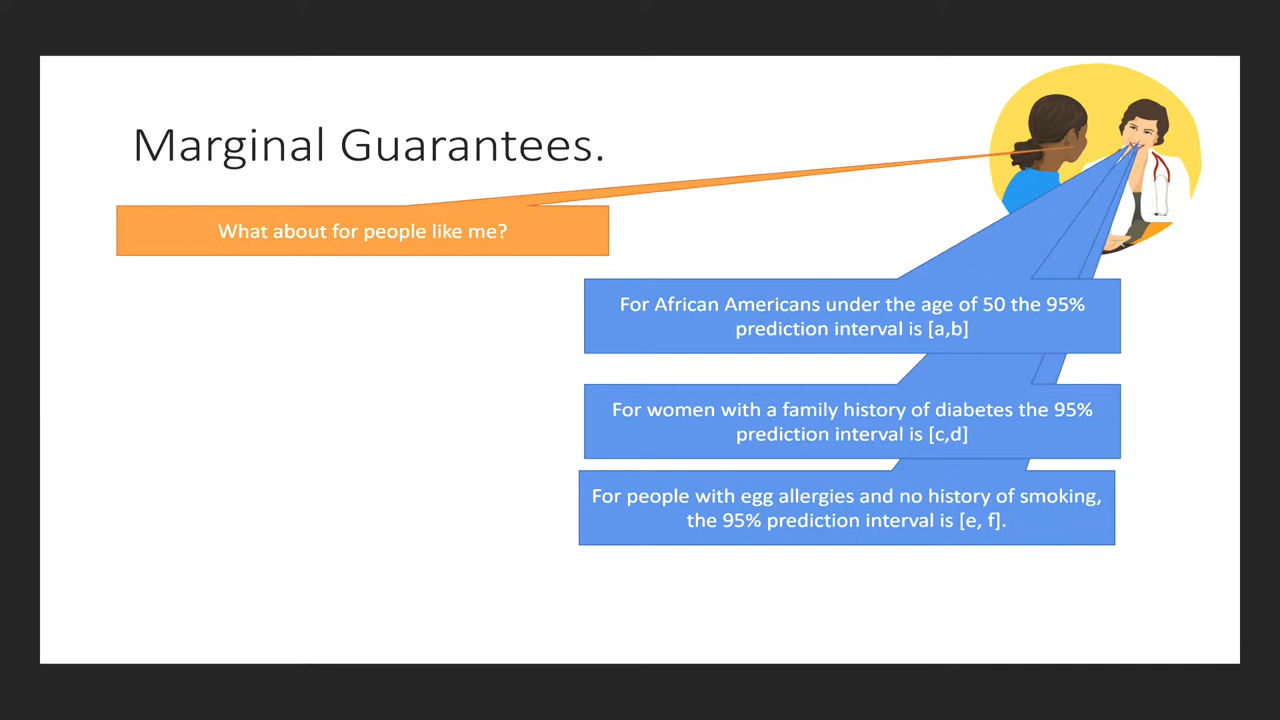 Marginal Guarantees.
What about for people like me?
For African Americans under the age of 50 the 95%
prediction interval is [a,b]
For women with a family history of diabetes the 95%
prediction interval is [c,d]
For people with egg allergies and no history of smoking,
the 95% prediction interval is [e, f].